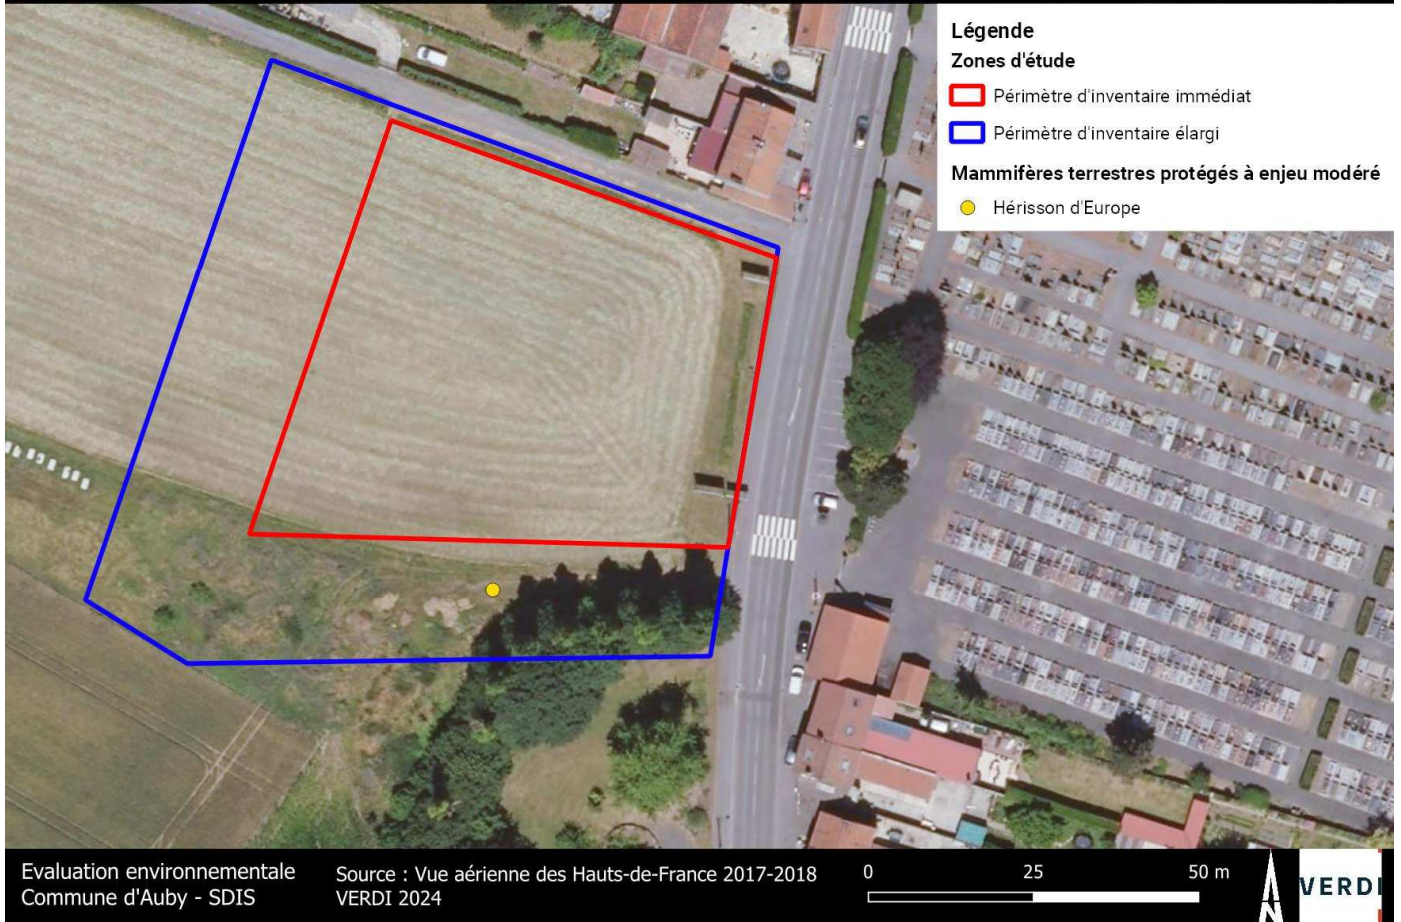 Légende
Zones d'étude
Périmètre d'inventaire immédiat
Périmètre d'inventaire élargi
Mammifères terrestres protégés à enjeu modéré
Hérisson d'Europe
Evaluation environnementale
Commune d'Auby - SDIS
Source : Vue aérienne des Hauts-de-France 2017-2018
VERDI 2024
0 25 50 m
N
VERDI